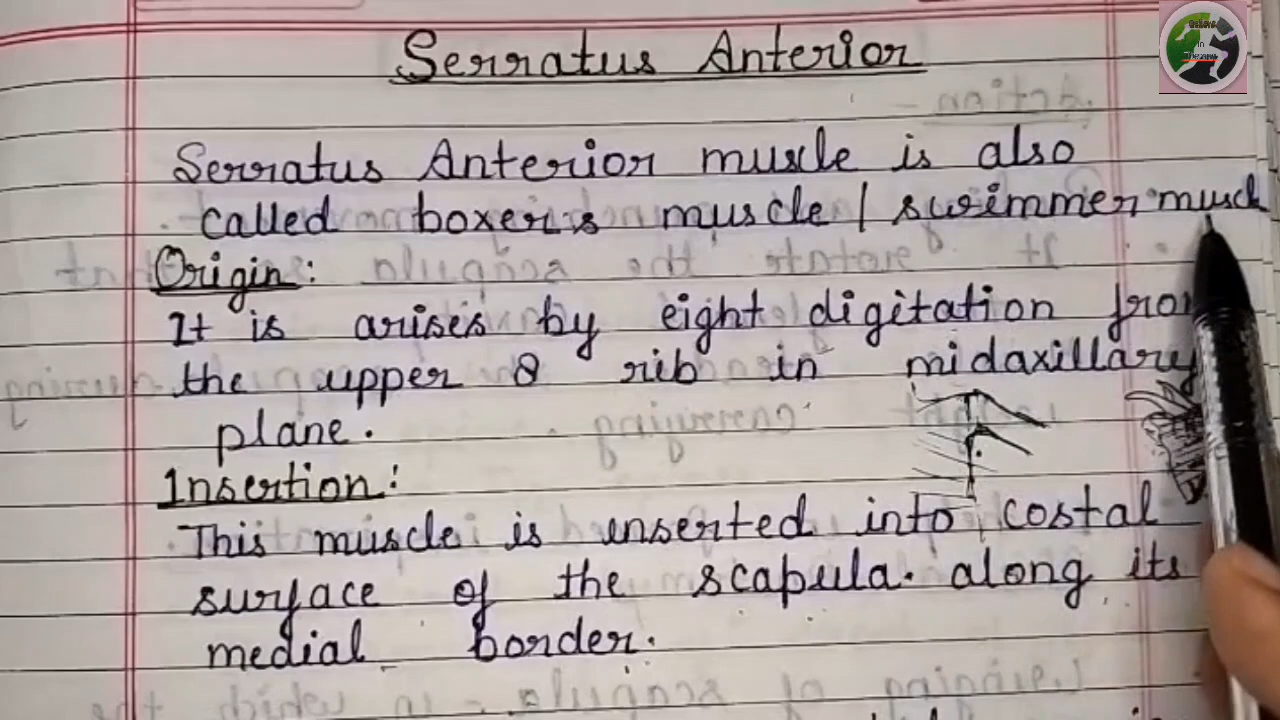 Serratus Anterior
Serratus Anterior muscle is also
called boxer's muscle / swimmer muscle
Origin:
It is arises by eight digitation from
the upper 8 rib in midaxillary
plane.
Insertion:
This muscle is inserted into costal
surface of the scapula. along its
medial border.